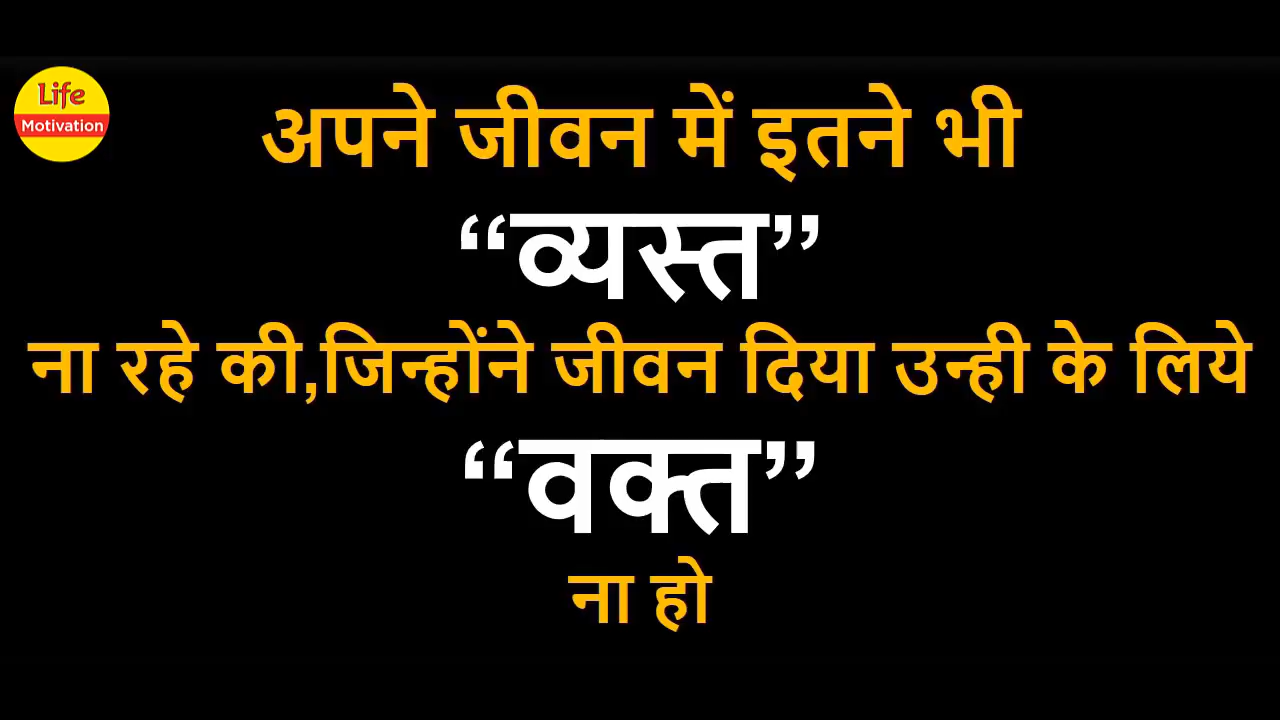 Life
Motivation
अपने जीवन में इतने भी
“व्यस्त”
ना रहे की,जिन्होंने जीवन दिया उन्ही के लिये
“वक्त”
ना हो